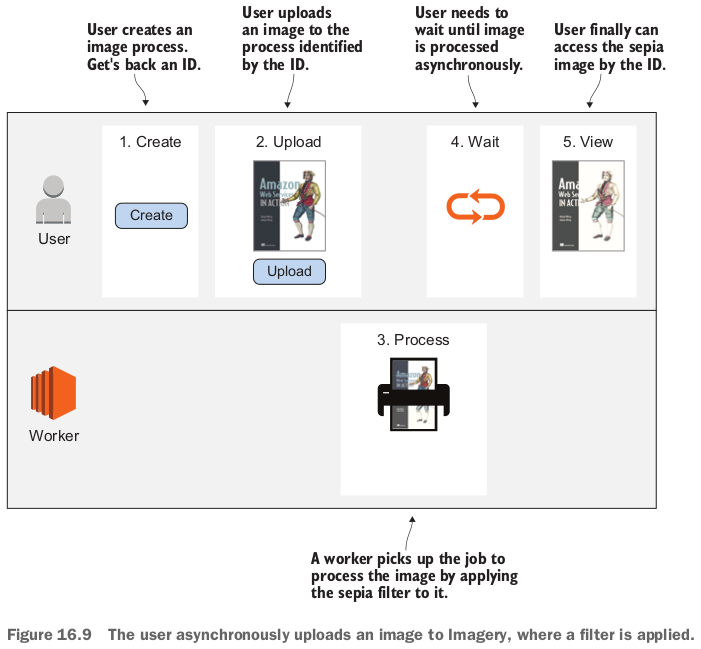 User creates an
image process.
Get's back an ID.
User uploads
an image to the
process identified
by the ID.
User needs to
wait until image
is processed
asynchronously.
User finally can
access the sepia
image by the ID.
1. Create
2. Upload
4. Wait
5. View
Amazon
Web Services
IN ACTION
Amazon
Web Services
IN ACTION
User
Create
Upload
3. Process
Amazon
Worker
A worker picks up the job to
process the image by applying
the sepia filter to it.
Figure 16.9 The user asynchronously uploads an image to Imagery, where a filter is applied.